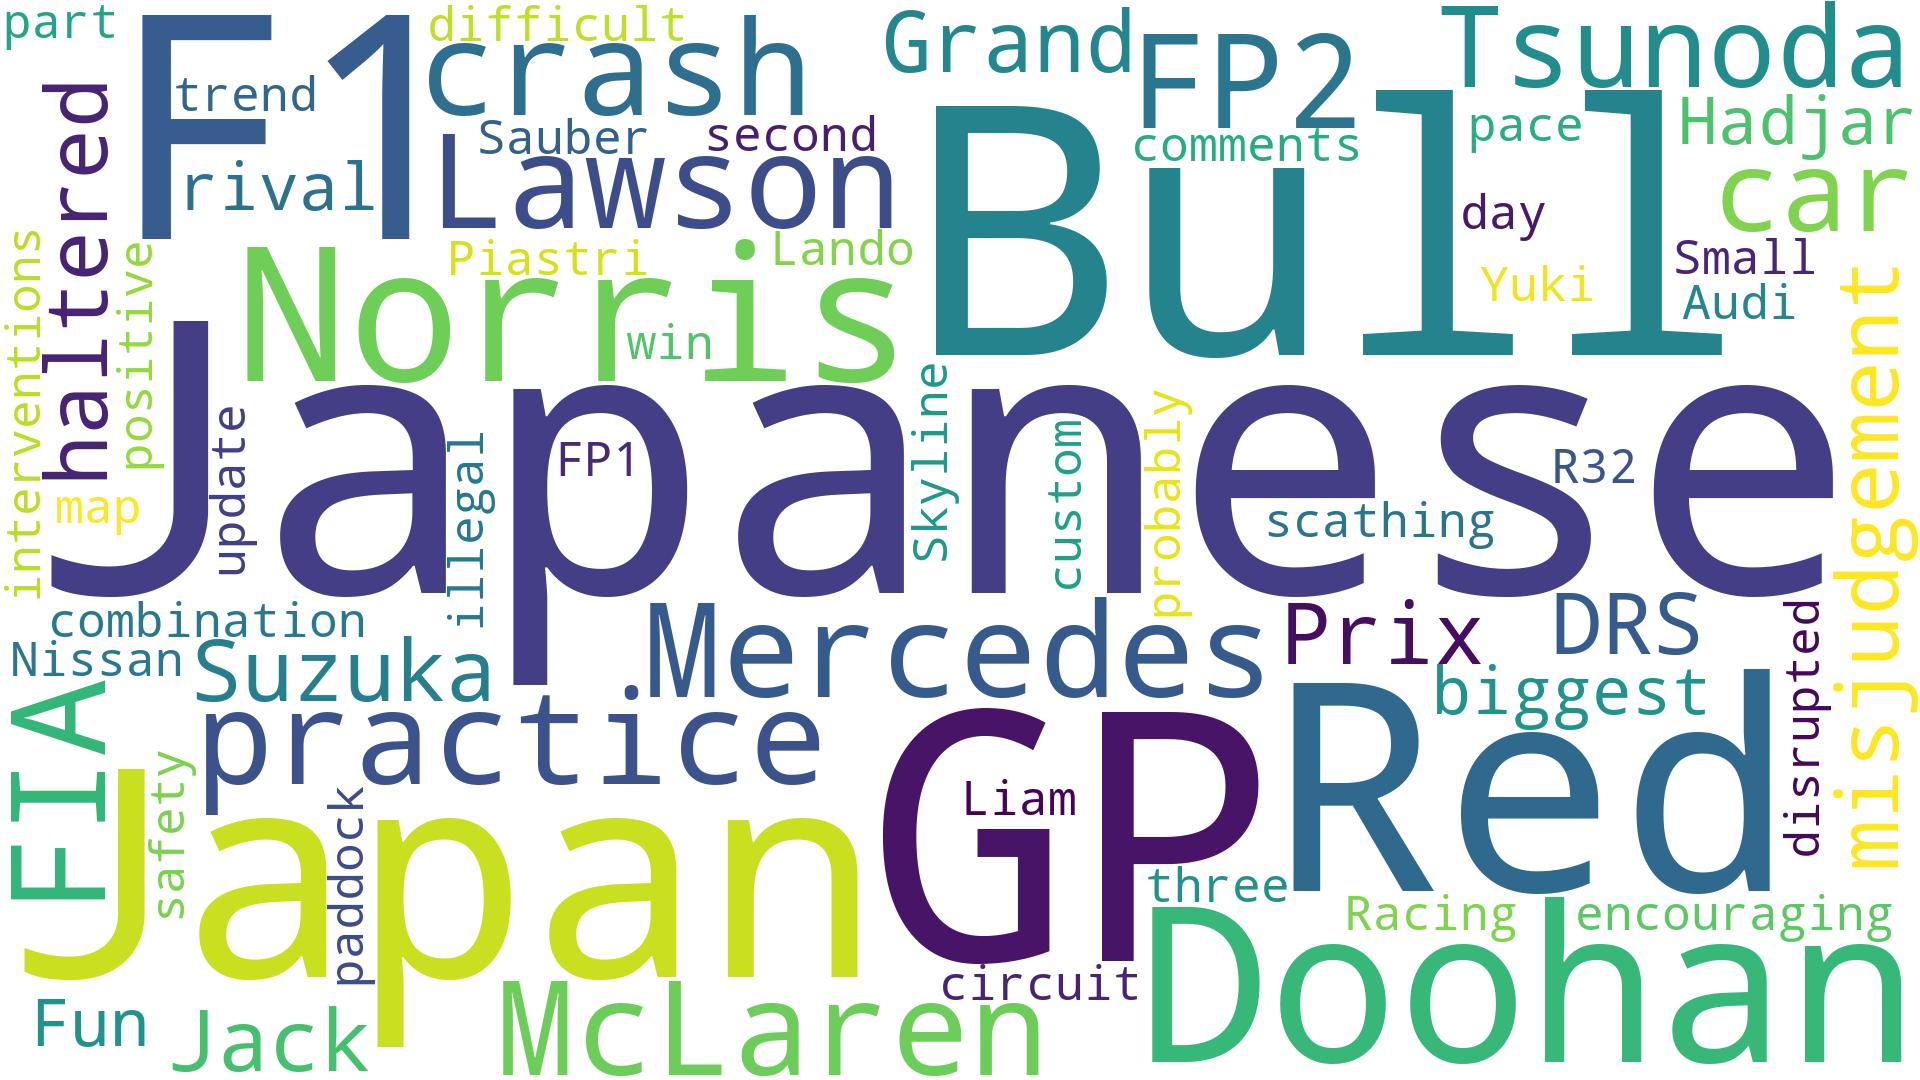 part
F1
difficult
crash
Grand
FP2
Tsunoda
haltered
trend
Sauber
second
Lawson
rival
Bull
comments
pace
Hadjar
car
day
Small
Yuki
Audi
interventions
positive
Norris
Piastri
Lando
win
misjudgement
Japanese
update
FP1
illegal
Skyline
custom
probably
scathing
R32
map
combination
Nissan
Suzuka
Mercedes
Prix
DRS
biggest
disrupted
FIA
practice
GP
Red
safety
paddock
Japan
Liam
three
Racing
encouraging
circuit
Doohan
Fun
Jack
McLaren